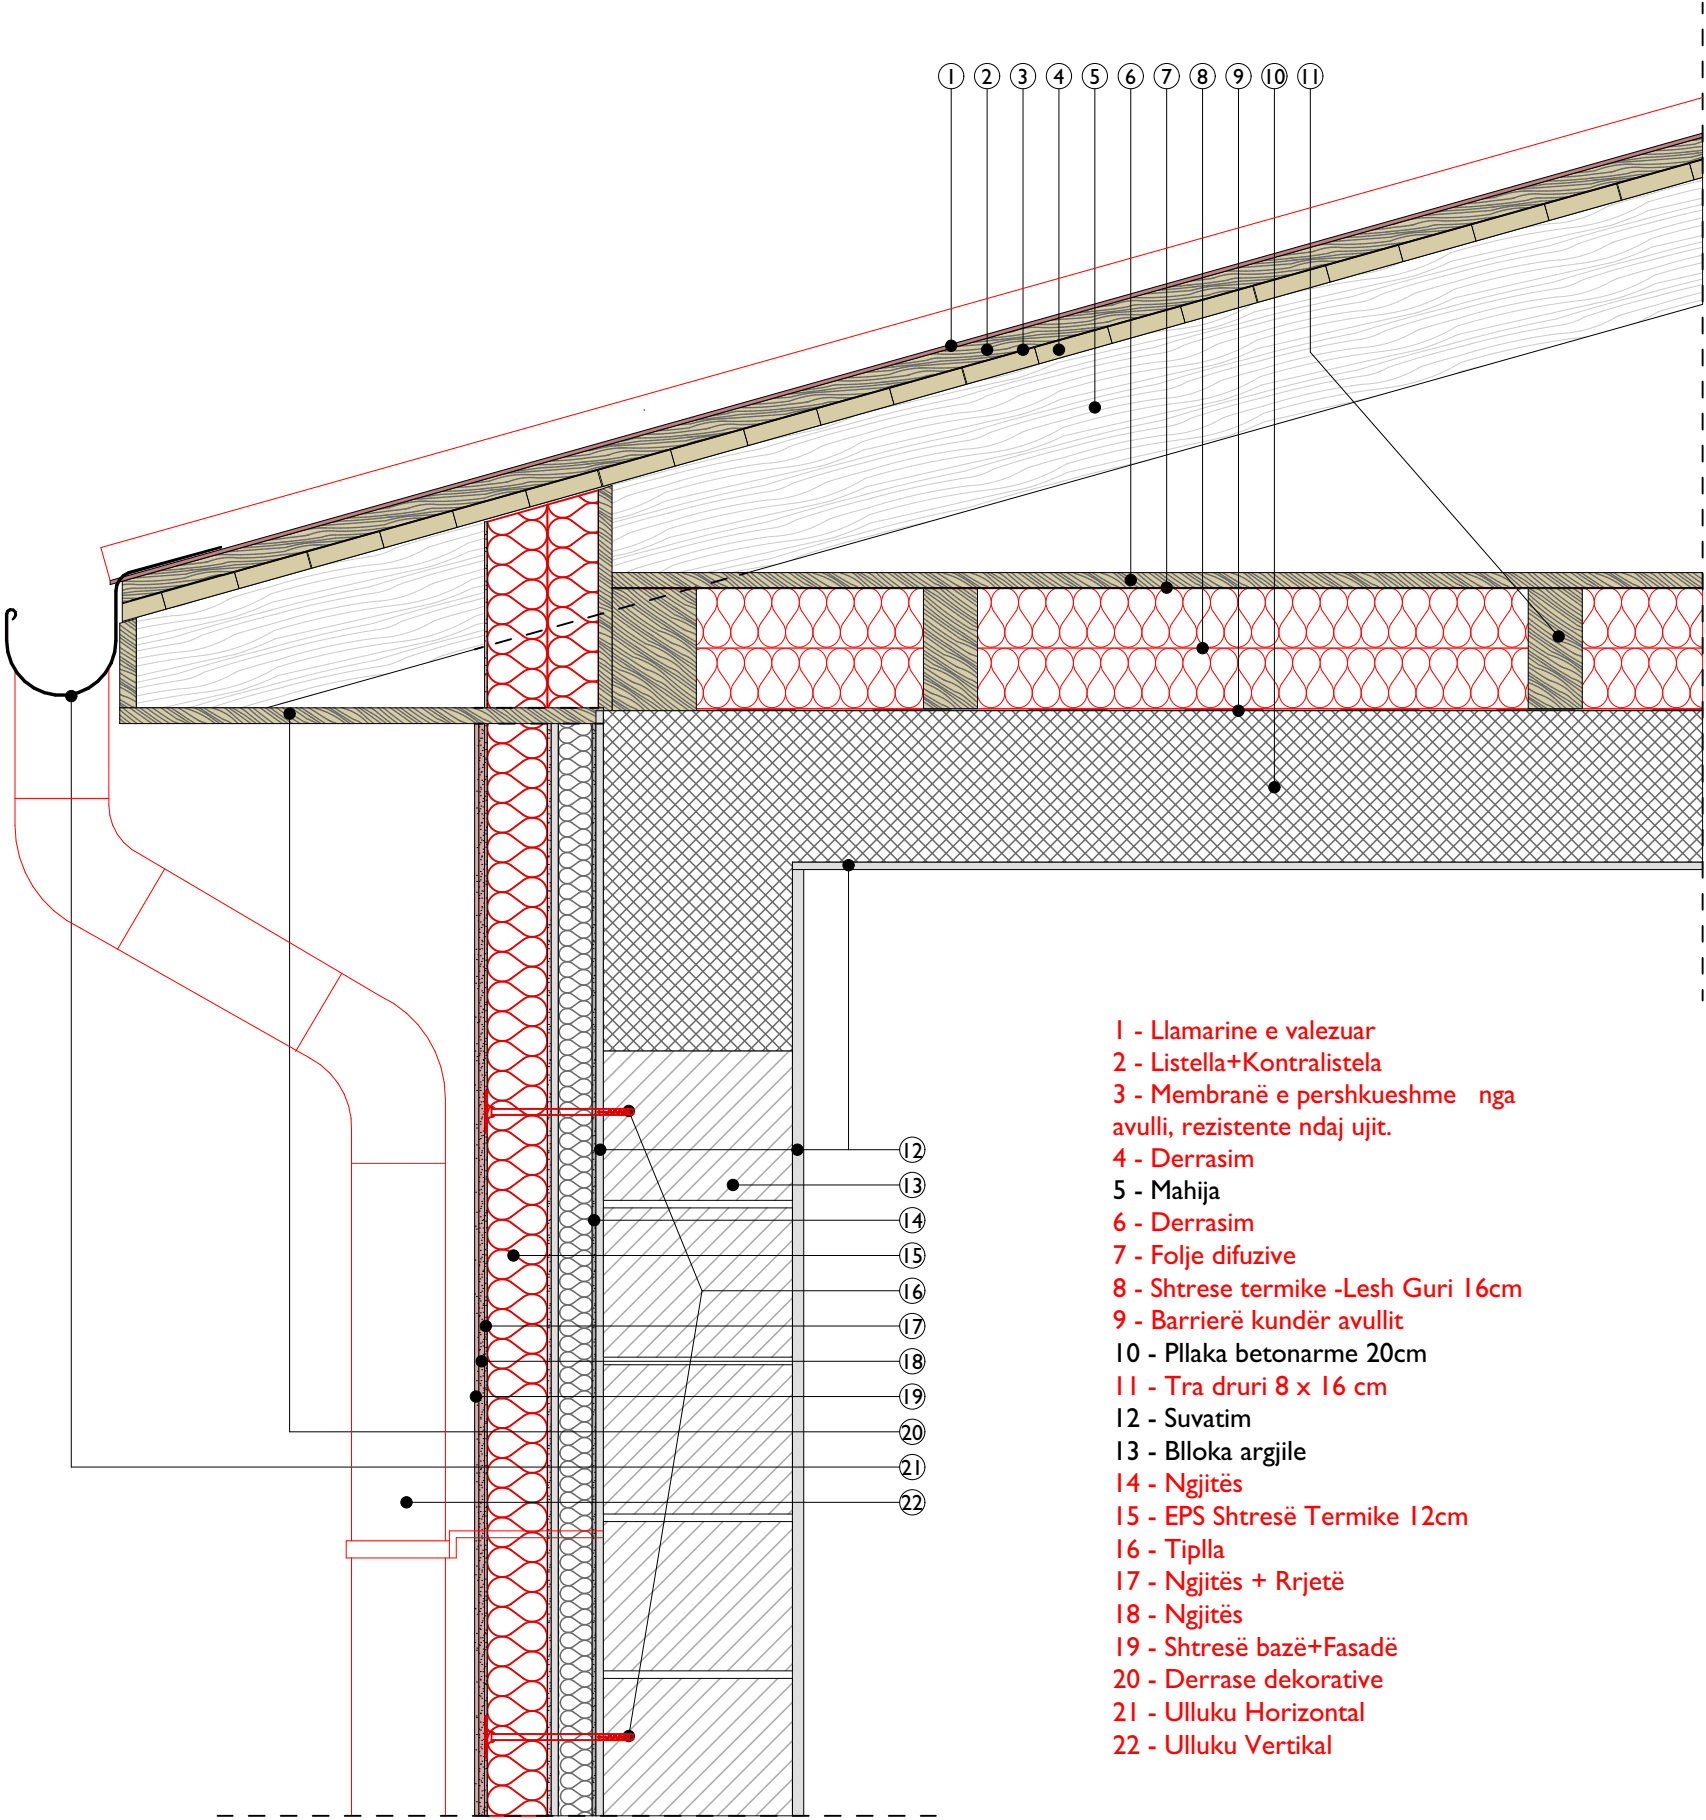 1 2 3 4 5 6 7 8 9 10 11
12
13
14
15
16
17
18
19
20
21
22
1 - Llamarine e valezuar
2 - Listella+Kontralistela
3 - Membranë e pershkueshme nga
avulli, rezistente ndaj ujit.
4 - Derrasim
5 - Mahija
6 - Derrasim
7 - Folje difuzive
8 - Shtrese termike -Lesh Guri 16cm
9 - Barrierë kundër avullit
10 - Pllaka betonarme 20cm
11 - Tra druri 8 x 16 cm
12 - Suvatim
13 - Blloka argjile
14 - Ngjitës
15 - EPS Shtresë Termike 12cm
16 - Tiplla
17 - Ngjitës + Rrjetë
18 - Ngjitës
19 - Shtresë bazë+Fasadë
20 - Derrase dekorative
21 - Ulluku Horizontal
22 - Ulluku Vertikal